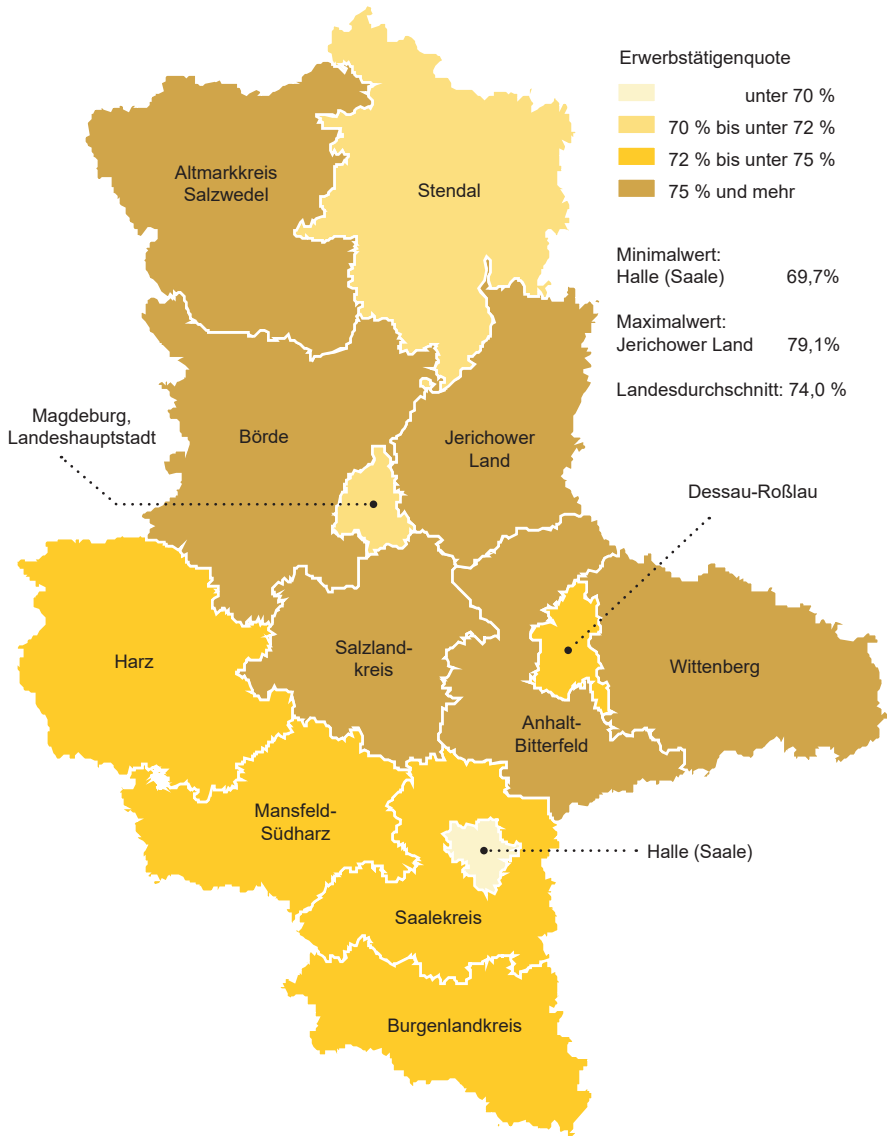 Erwerbstätigenquote
unter 70 %
70 % bis unter 72 %
72 % bis unter 75 %
75 % und mehr
Minimalwert:
Halle (Saale) 69,7%
Maximalwert:
Jerichower Land 79,1%
Landesdurchschnitt: 74,0 %
Altmarkkreis
Salzwedel
Stendal
Magdeburg,
Landeshauptstadt
Börde
Jerichower
Land
Dessau-Roßlau
Harz
Salzland-
kreis
Wittenberg
Anhalt-
Bitterfeld
Mansfeld-
Südharz
Halle (Saale)
Saalekreis
Burgenlandkreis